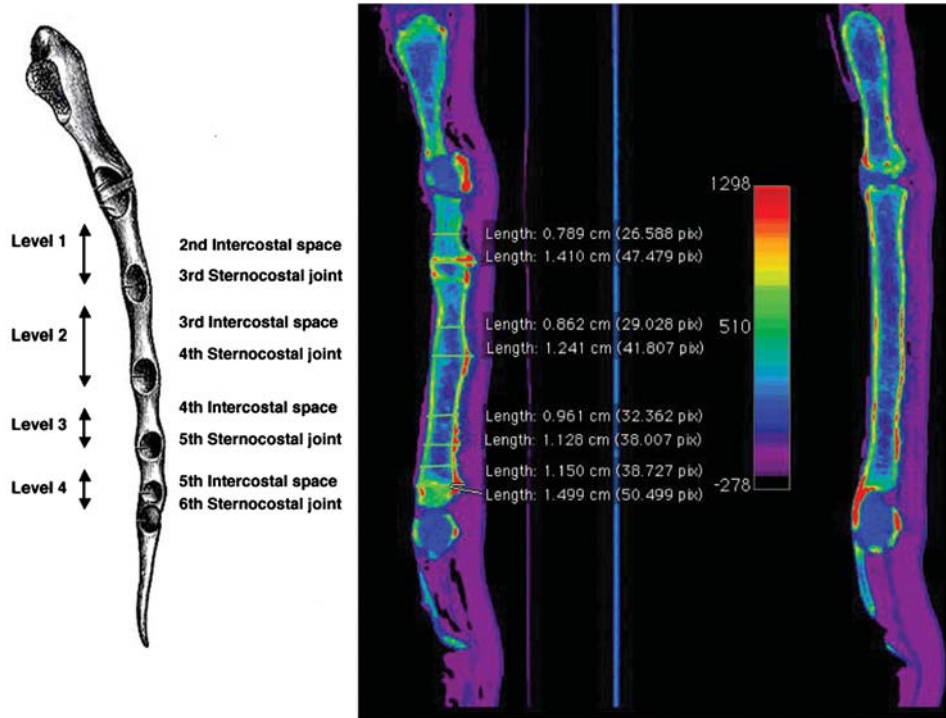 Level 1
2nd Intercostal space
3rd Sternocostal joint
Level 2
3rd Intercostal space
4th Sternocostal joint
Level 3
4th Intercostal space
5th Sternocostal joint
Level 4
5th Intercostal space
6th Sternocostal joint
Length: 0.789 cm (26.588 pix)
Length: 1.410 cm (47.479 pix)
Length: 0.862 cm (29.028 pix)
Length: 1.241 cm (41.807 pix)
Length: 0.961 cm (32.362 pix)
Length: 1.128 cm (38.007 pix)
Length: 1.150 cm (38.727 pix)
Length: 1.499 cm (50.499 pix)
1298
510
-278